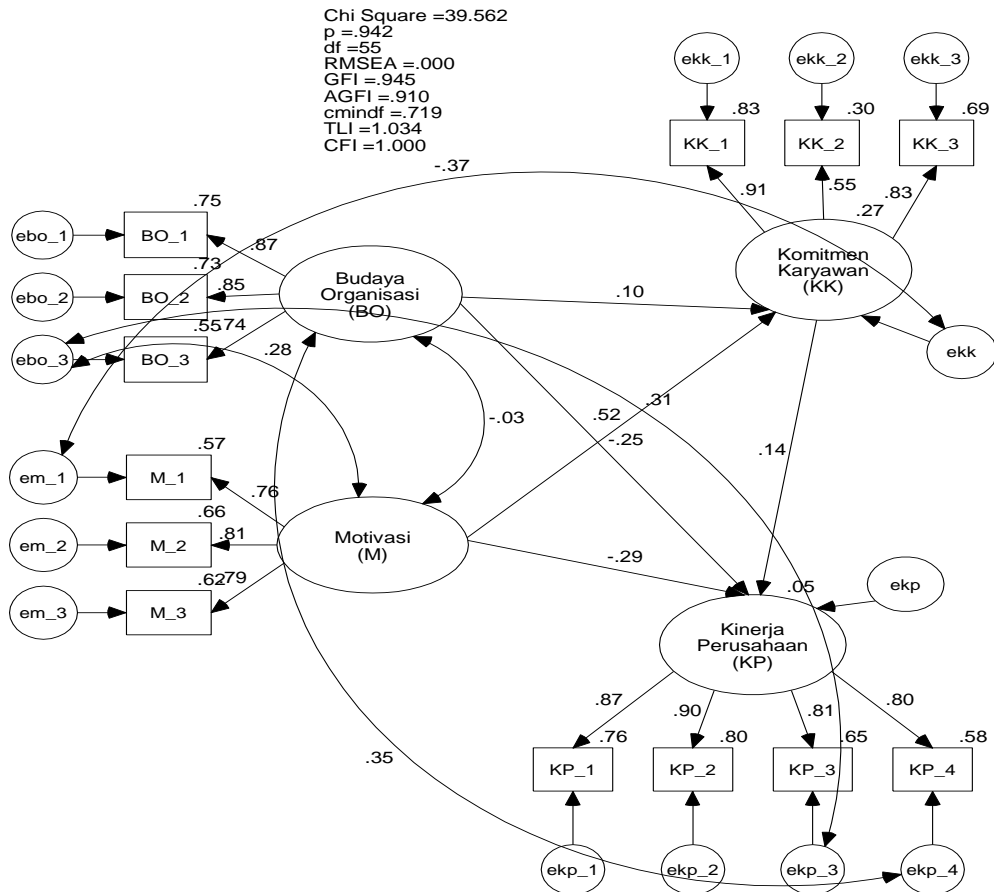 Chi Square =39.562
p =.942
df =55
RMSEA =.000
GFI =.945
AGFI =.910
cmindf =.719
TLI =1.034
CFI =1.000
ekk_1
ekk_2
ekk_3
.83
.30
.69
KK_1
KK_2
KK_3
-.37
.91
.55
.83
.27
Komitmen
Karyawan
(KK)
.75
ebo_1
BO_1
.87
.73
ebo_2
BO_2
.85
.55
.74
ebo_3
BO_3
Budaya
Organisasi
(BO)
.10
ekk
.28
-.03
.31
.52
-.25
.14
.57
em_1
M_1
.76
.66
em_2
M_2
.81
.62
.79
em_3
M_3
Motivasi
(M)
-.29
ekp
.05
Kinerja
Perusahaan
(KP)
.87
.90
.81
.80
.76
.80
.65
.58
KP_1
KP_2
KP_3
KP_4
.35
ekp_1
ekp_2
ekp_3
ekp_4